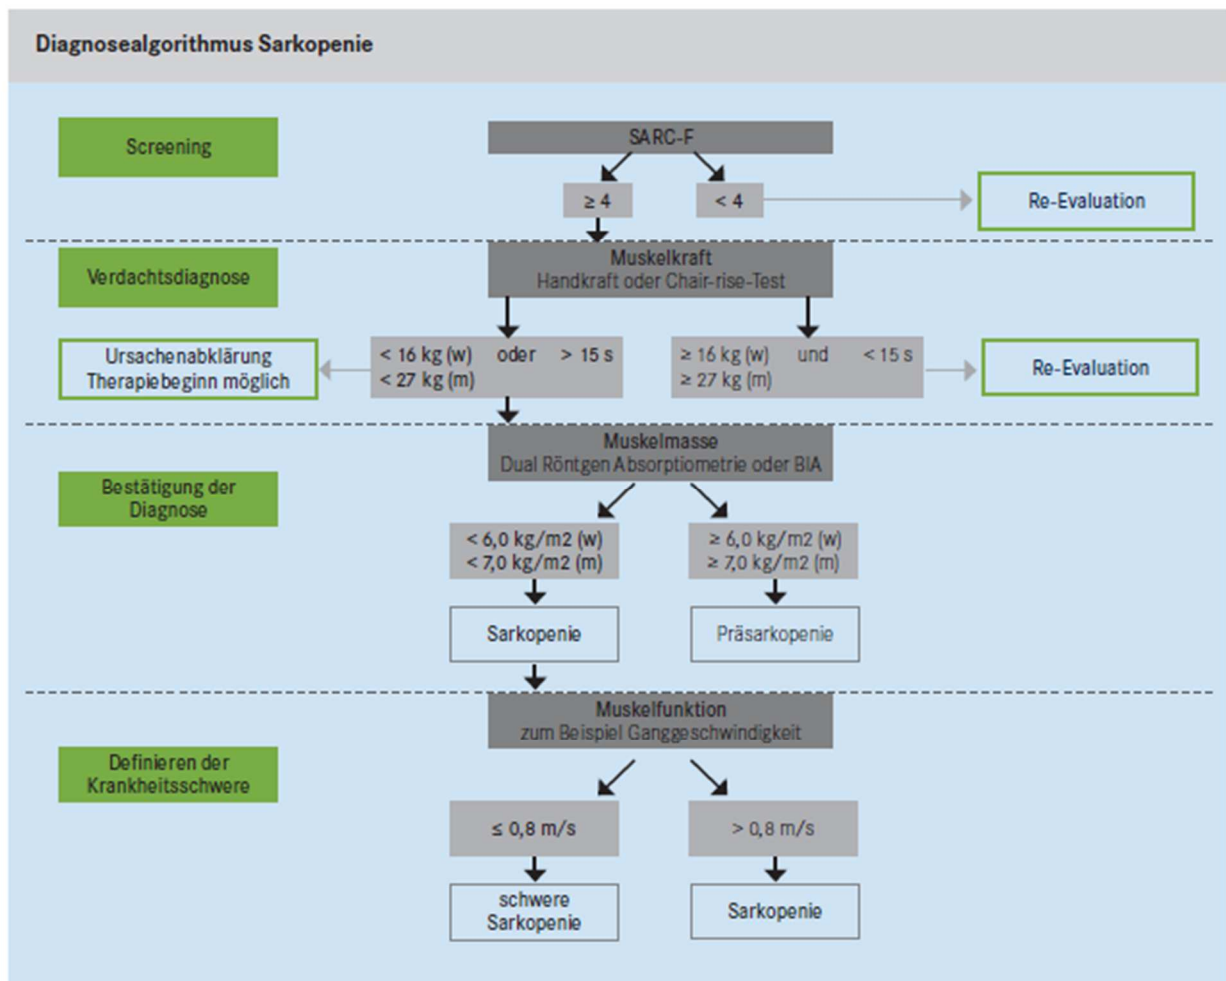 Diagnosealgorithmus Sarkopenie
Screening
SARC-F
≥ 4
< 4
Re-Evaluation
Verdachtsdiagnose
Muskelkraft
Handkraft oder Chair-rise-Test
Ursachenabklärung
Therapiebeginn möglich
< 16 kg (w) oder > 15 s
< 27 kg (m)
≥ 16 kg (w) und < 15 s
≥ 27 kg (m)
Re-Evaluation
Bestätigung der
Diagnose
Muskelmasse
Dual Röntgen Absorptiometrie oder BIA
< 6,0 kg/m2 (w)
< 7,0 kg/m2 (m)
≥ 6,0 kg/m2 (w)
≥ 7,0 kg/m2 (m)
Sarkopenie
Präsarkopenie
Definieren der
Krankheitsschwere
Muskelfunktion
zum Beispiel Ganggeschwindigkeit
≤ 0,8 m/s
> 0,8 m/s
schwere
Sarkopenie
Sarkopenie